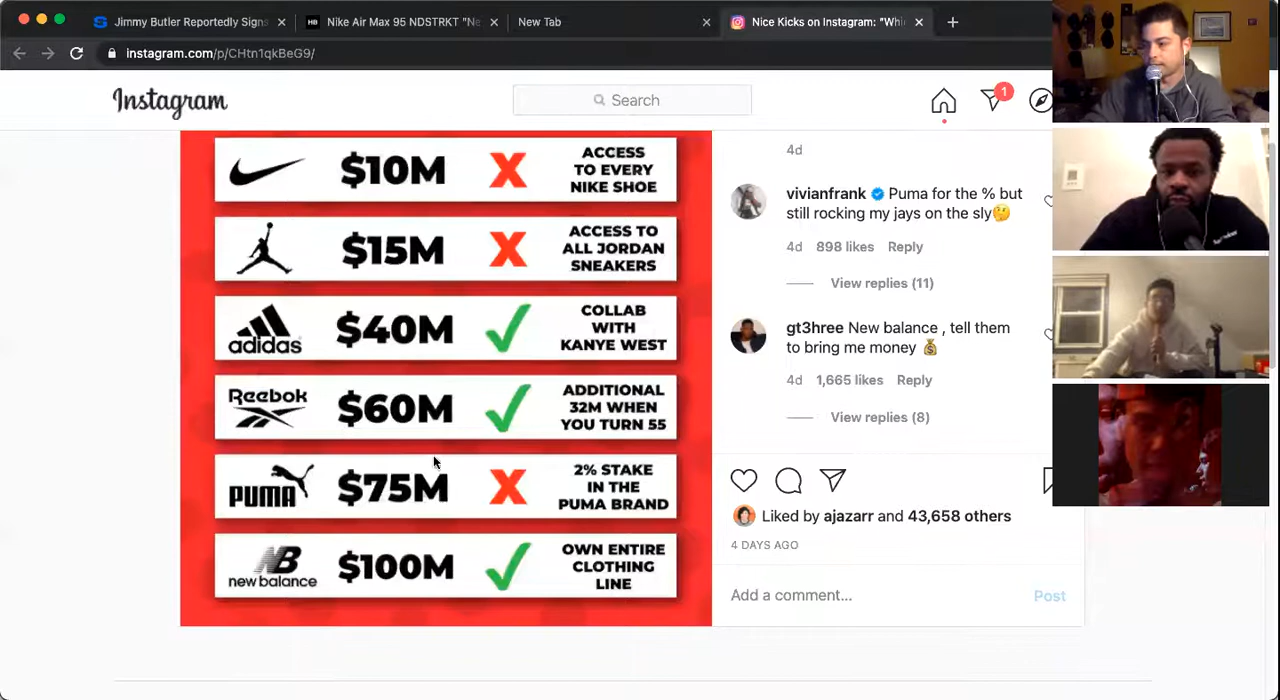 Jimmy Butler Reportedly Signs
Nike Air Max 95 NDSTRKT "Ne
New Tab
Nice Kicks on Instagram: "Whi
instagram.com/p/CHtn1qkBeG9/
Instagram
Search
1
$10M X ACCESS
TO EVERY
NIKE SHOE
$15M X ACCESS TO
ALL JORDAN
SNEAKERS
adidas $40M COLLAB
WITH
KANYE WEST
Reebok $60M ADDITIONAL
32M WHEN
YOU TURN 55
PUMA $75M X 2% STAKE
IN THE
PUMA BRAND
NB
new balance $100M OWN ENTIRE
CLOTHING
LINE
4d
vivianfrank Puma for the % but
still rocking my jays on the sly🤔
4d 898 likes Reply
View replies (11)
gt3hree New balance , tell them
to bring me money 💰
4d 1,665 likes Reply
View replies (8)
Liked by ajazarr and 43,658 others
4 DAYS AGO
Add a comment... Post